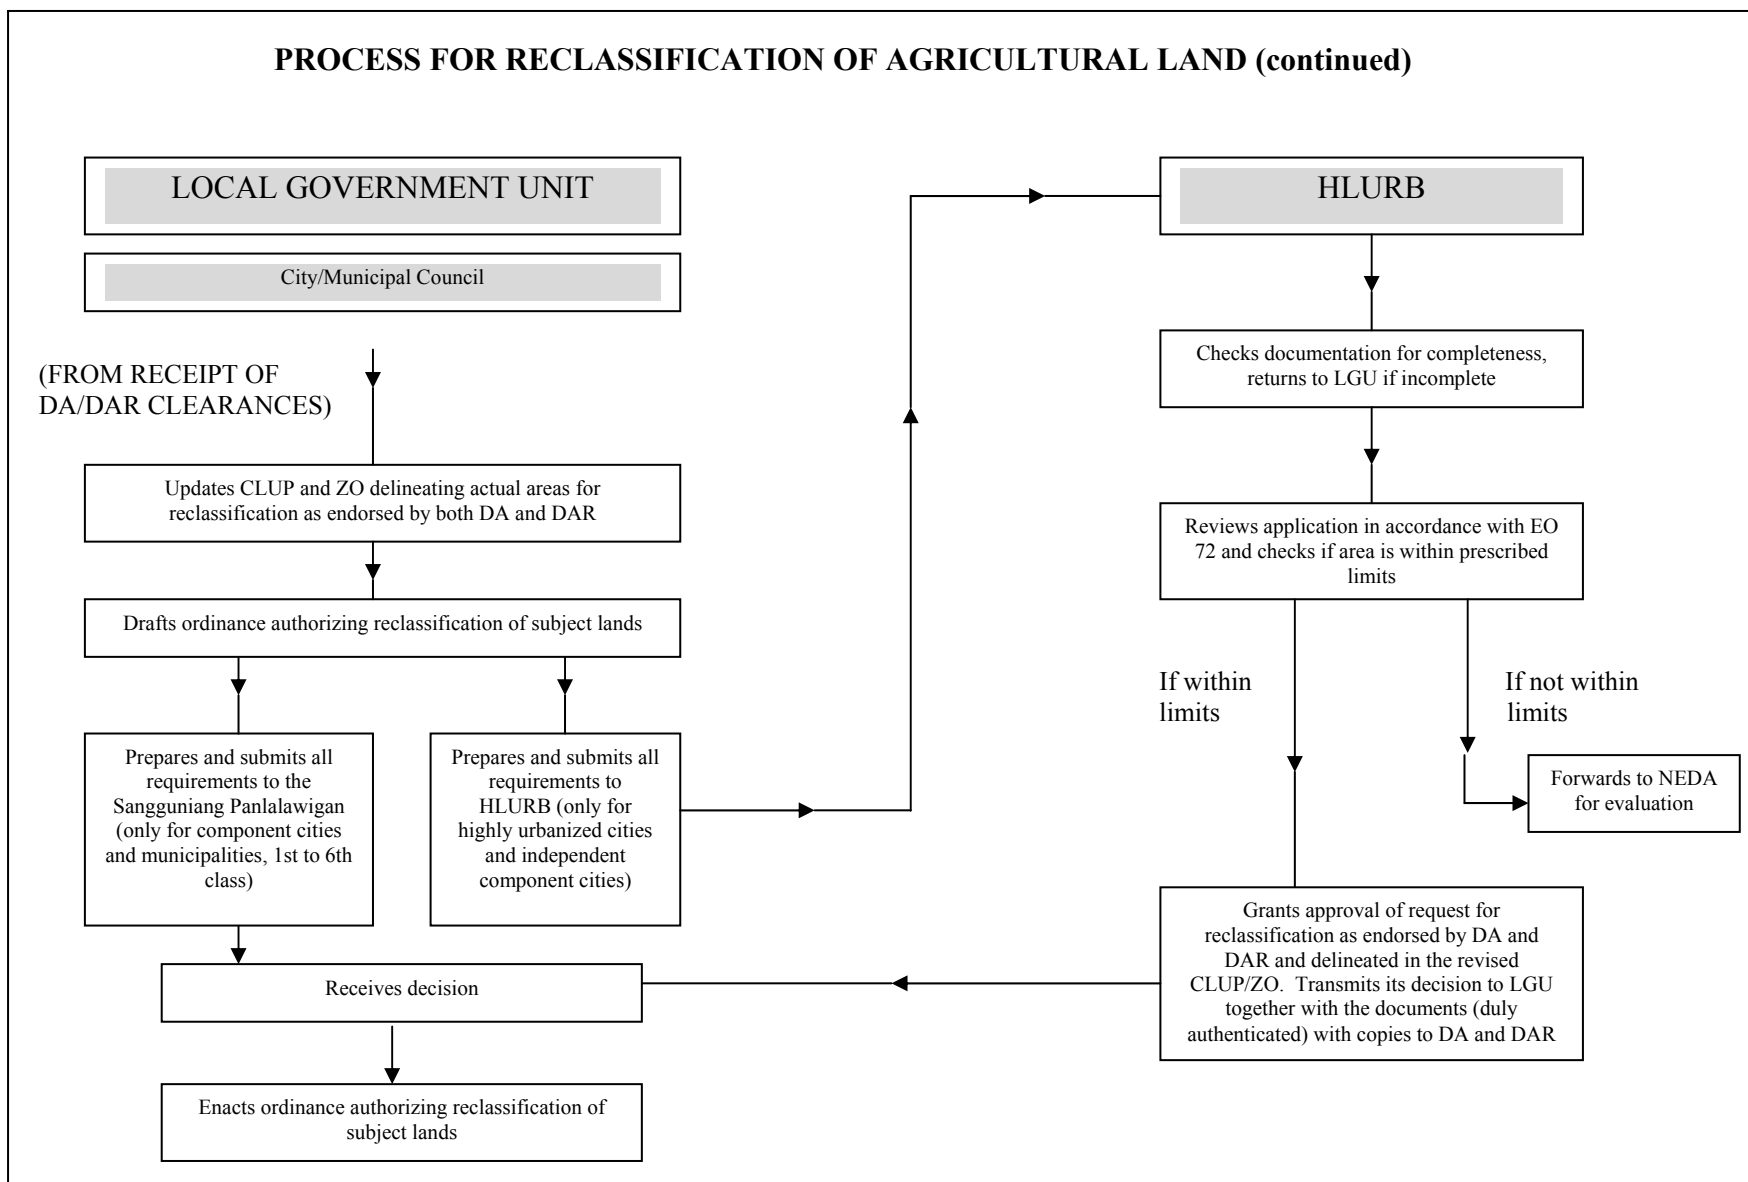 PROCESS FOR RECLASSIFICATION OF AGRICULTURAL LAND (continued)
LOCAL GOVERNMENT UNIT
City/Municipal Council
(FROM RECEIPT OF
DA/DAR CLEARANCES)
Updates CLUP and ZO delineating actual areas for
reclassification as endorsed by both DA and DAR
Drafts ordinance authorizing reclassification of subject lands
Prepares and submits all
requirements to the
Sangguniang Panlalawigan
(only for component cities
and municipalities, 1st to 6th
class)
Prepares and submits all
requirements to
HLURB (only for
highly urbanized cities
and independent
component cities)
Receives decision
Enacts ordinance authorizing reclassification of
subject lands
HLURB
Checks documentation for completeness,
returns to LGU if incomplete
Reviews application in accordance with EO
72 and checks if area is within prescribed
limits
If within
limits
If not within
limits
Forwards to NEDA
for evaluation
Grants approval of request for
reclassification as endorsed by DA and
DAR and delineated in the revised
CLUP/ZO.  Transmits its decision to LGU
together with the documents (duly
authenticated) with copies to DA and DAR